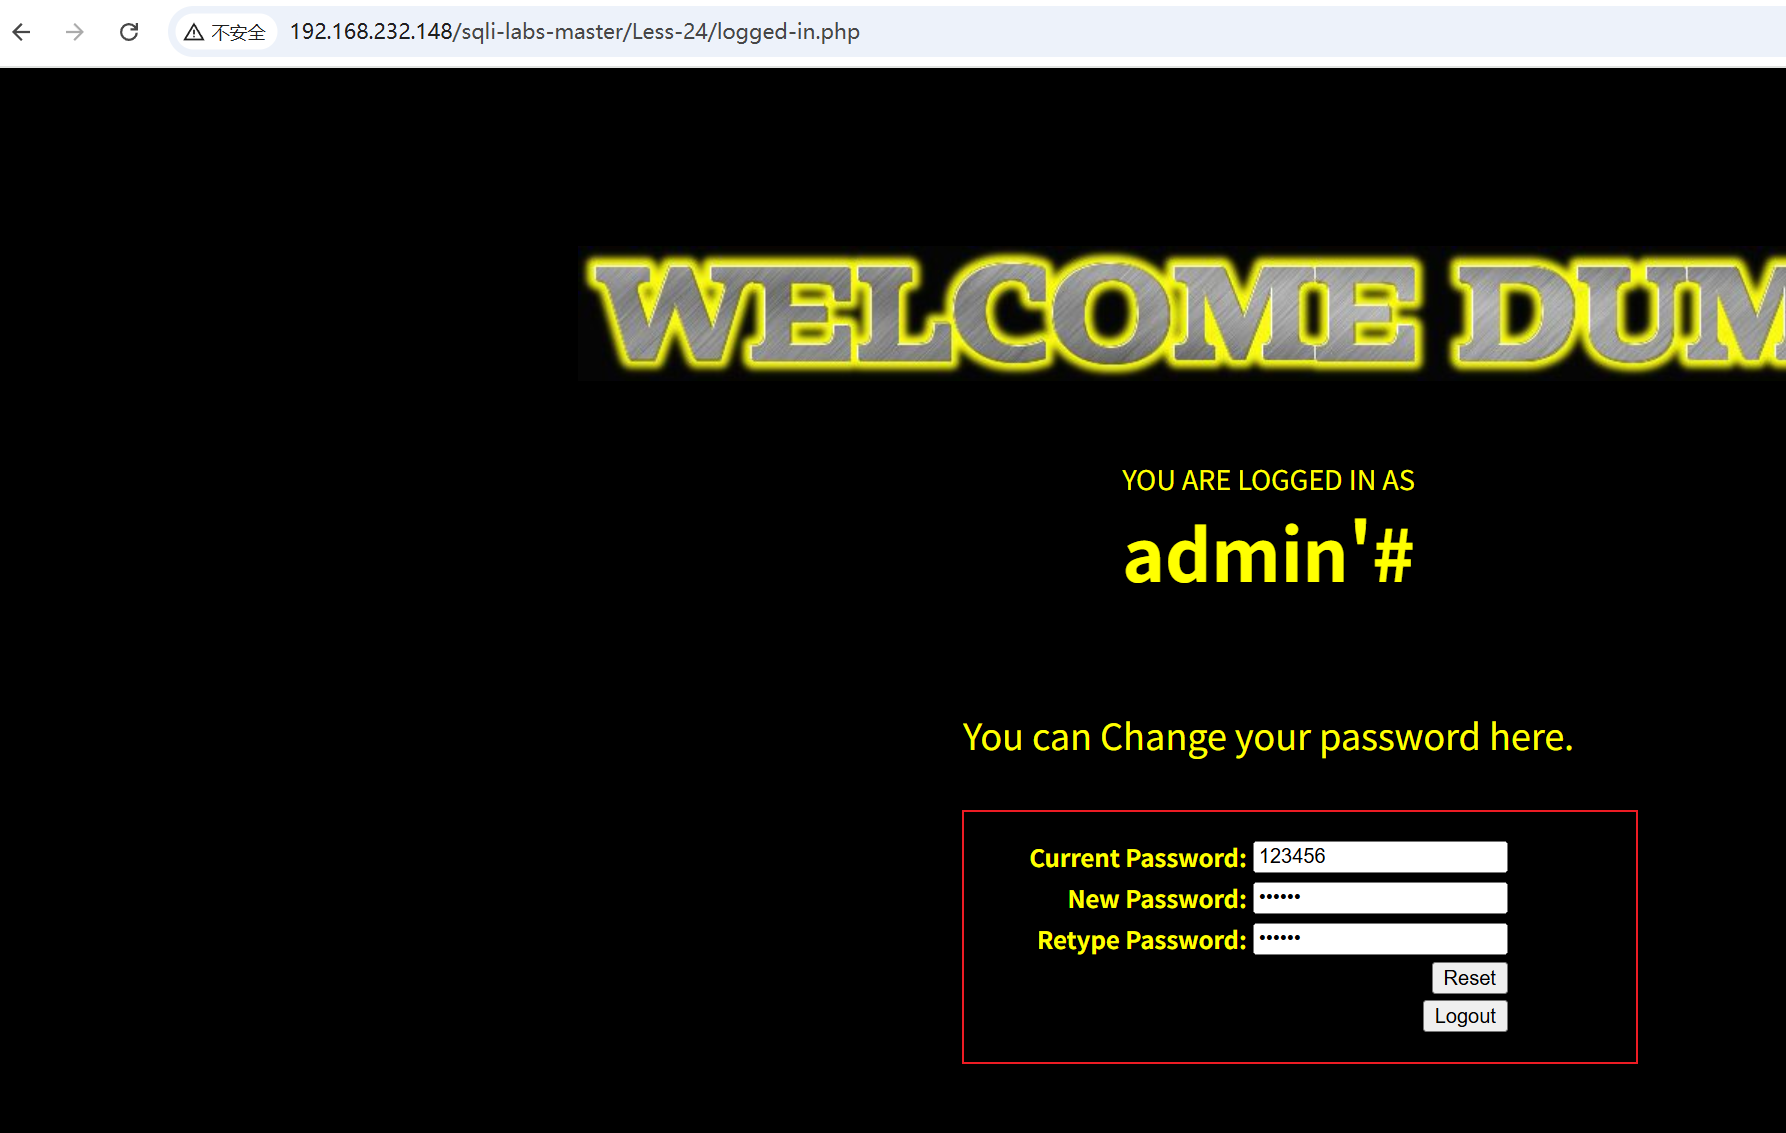 不安全 192.168.232.148/sqli-labs-master/Less-24/logged-in.php
WELCOME DUM
YOU ARE LOGGED IN AS
admin'#
You can Change your password here.
Current Password: 123456
New Password: ••••••
Retype Password: ••••••
Reset
Logout